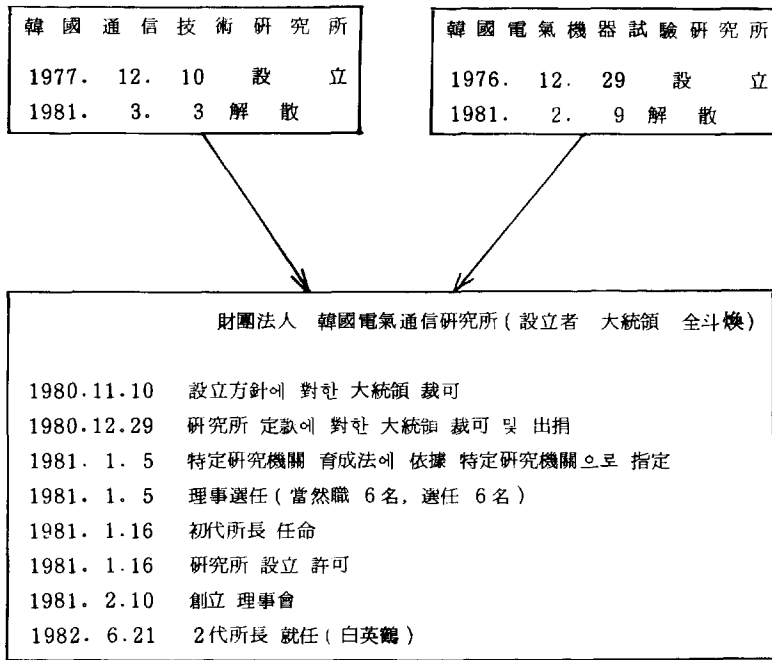 韓國通信技術硏究所
1977. 12. 10 設立
1981. 3. 3 解散
韓國電氣機器試驗硏究所
1976. 12. 29 設立
1981. 2. 9 解散
財團法人 韓國電氣通信硏究所(設立者 大統領 全斗煥)
1980.11.10 設立方針에 對한 大統領 裁可
1980.12.29 硏究所 定款에 對한 大統領 裁可 및 出捐
1981. 1. 5 特定硏究機關 育成法에 依據 特定硏究機關으로 指定
1981. 1. 5 理事選任(當然職 6名, 選任 6名)
1981. 1.16 初代所長 任命
1981. 1.16 硏究所 設立 許可
1981. 2.10 創立 理事會
1982. 6.21 2代所長 就任(白英鶴)